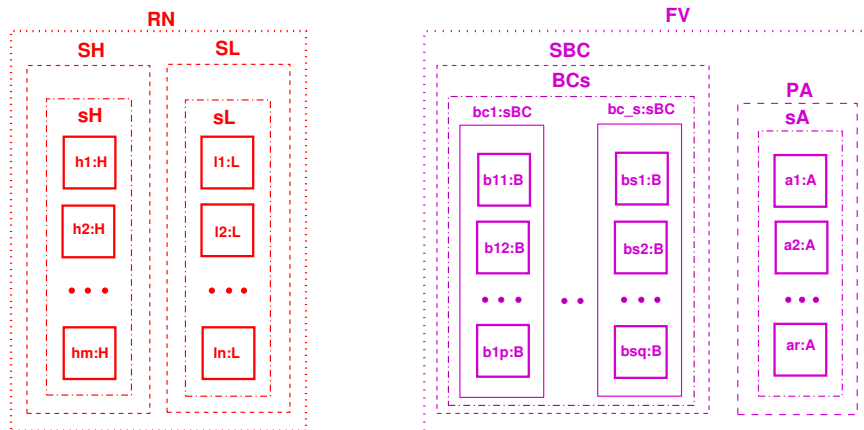 RN
SH
SL
sH
sL
h1:H
l1:L
h2:H
l2:L
• • •
• • •
hm:H
ln:L
FV
SBC
BCs
PA
bc1:sBC
bc_s:sBC
sA
b11:B
bs1:B
a1:A
b12:B
bs2:B
a2:A
• • •
• •
• • •
• • •
b1p:B
bsq:B
ar:A